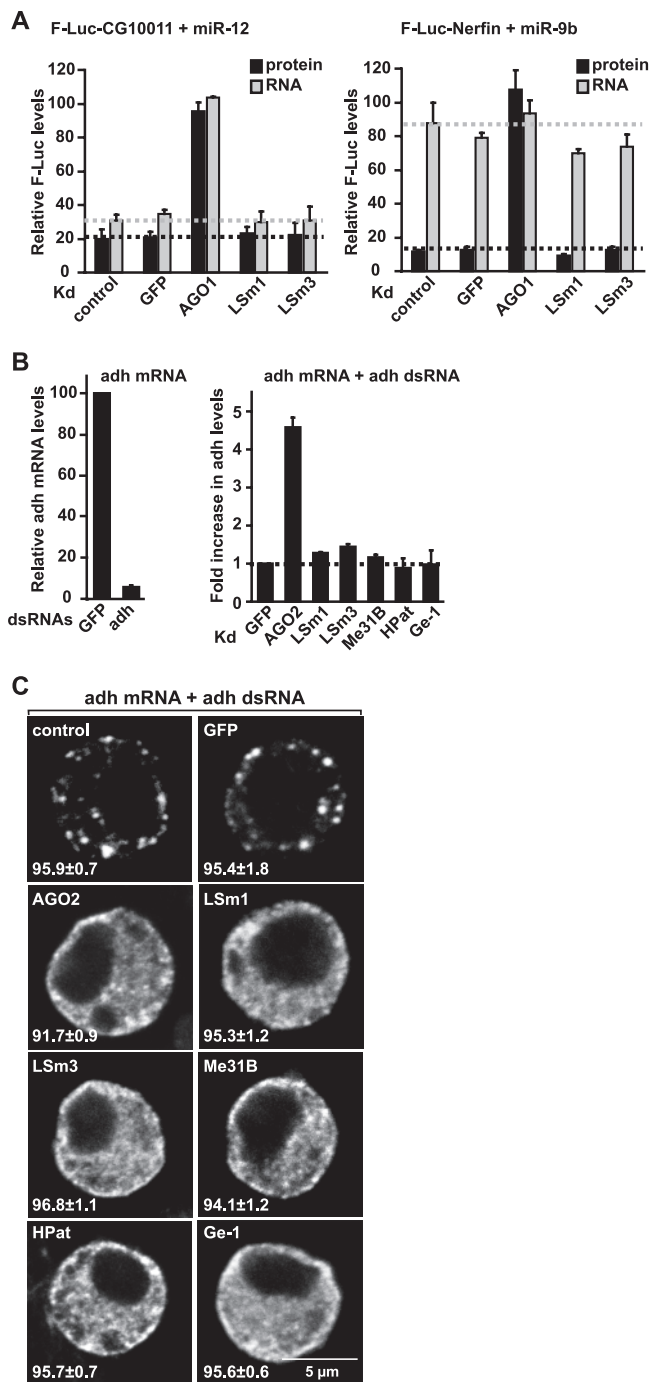 A
F-Luc-CG10011 + miR-12
F-Luc-Nerfin + miR-9b
Relative F-Luc levels
120
100
80
60
40
20
0
protein
RNA
Kd
control
GFP
AGO1
LSm1
LSm3
Relative F-Luc levels
120
100
80
60
40
20
0
protein
RNA
Kd
control
GFP
AGO1
LSm1
LSm3
B
adh mRNA
Relative adh mRNA levels
100
80
60
40
20
0
dsRNAs
GFP
adh
adh mRNA + adh dsRNA
Fold increase in adh levels
5
4
3
2
1
0
Kd
GFP
AGO2
LSm1
LSm3
Me31B
HPat
Ge-1
C
adh mRNA + adh dsRNA
control
95.9±0.7
GFP
95.4±1.8
AGO2
91.7±0.9
LSm1
95.3±1.2
LSm3
96.8±1.1
Me31B
94.1±1.2
HPat
95.7±0.7
Ge-1
95.6±0.6
5 µm